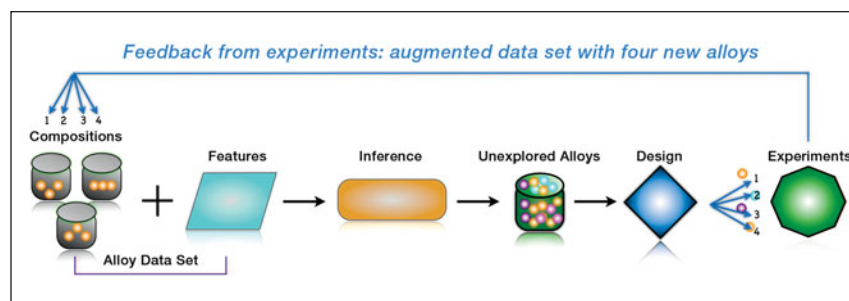 Feedback from experiments: augmented data set with four new alloys
1 2 3 4
Compositions
Features
Inference
Unexplored Alloys
Design
Experiments
1
2
3
4
Alloy Data Set